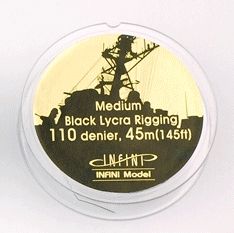 Medium
Black Lycra Rigging
110 denier, 45m(145ft)
INFINI
INFINI Model